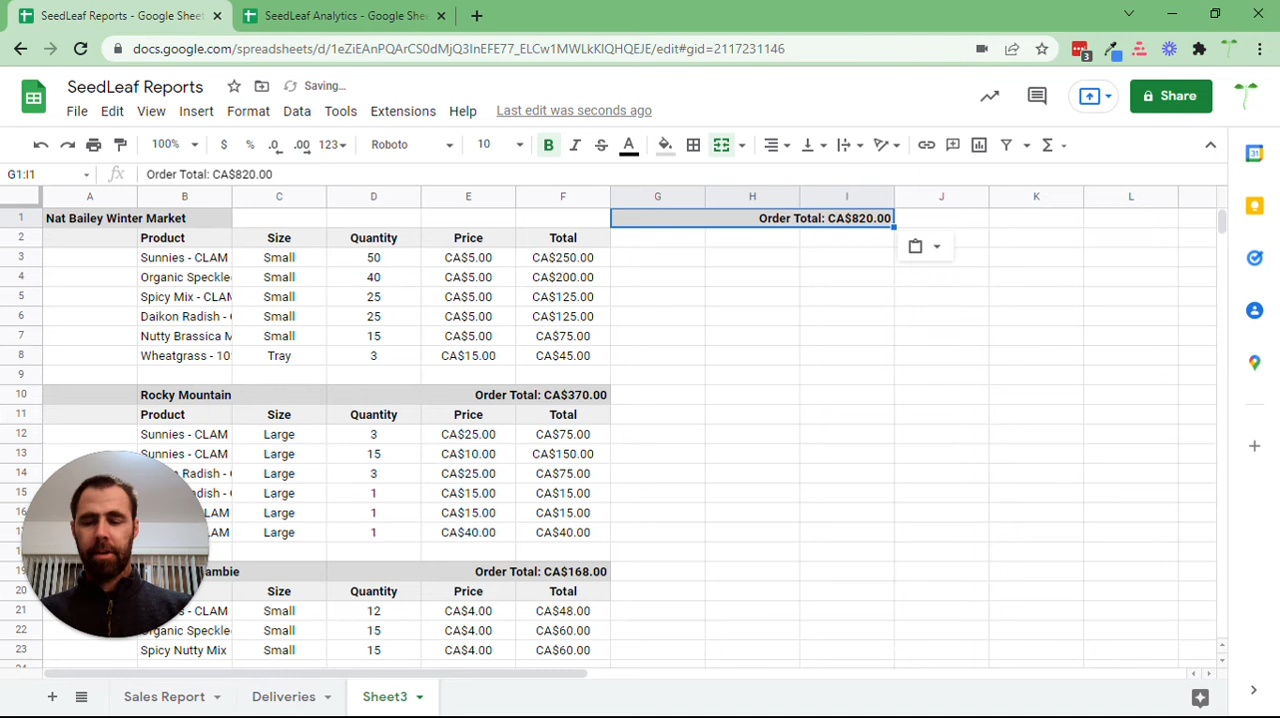 SeedLeaf Reports - Google Sheet
SeedLeaf Analytics - Google She
docs.google.com/spreadsheets/d/1eZiEAnPQArCS0dMjQ3InEFE77_ELCw1MWLkKIQHQEJE/edit#gid=2117231146
3
SeedLeaf Reports
Saving...
File Edit View Insert Format Data Tools Extensions Help Last edit was seconds ago
Share
100% $ % .0 .00 123 Roboto 10 B I S A
G1:I1 fx Order Total: CA$820.00
A B C D E F G H I J K L
1 Nat Bailey Winter Market Order Total: CA$820.00
2 Product Size Quantity Price Total
3 Sunnies - CLAM Small 50 CA$5.00 CA$250.00
4 Organic Speckle Small 40 CA$5.00 CA$200.00
5 Spicy Mix - CLAM Small 25 CA$5.00 CA$125.00
6 Daikon Radish - Small 25 CA$5.00 CA$125.00
7 Nutty Brassica M Small 15 CA$5.00 CA$75.00
8 Wheatgrass - 10 Tray 3 CA$15.00 CA$45.00
9
10 Rocky Mountain Order Total: CA$370.00
11 Product Size Quantity Price Total
12 Sunnies - CLAM Large 3 CA$25.00 CA$75.00
13 Sunnies - CLAM Large 15 CA$10.00 CA$150.00
14 Radish - Large 3 CA$25.00 CA$75.00
15 dish - Large 1 CA$15.00 CA$15.00
16 LAM Large 1 CA$15.00 CA$15.00
LAM Large 1 CA$40.00 CA$40.00
19 ambie Order Total: CA$168.00
20 Size Quantity Price Total
21 - CLAM Small 12 CA$4.00 CA$48.00
22 Organic Speckle Small 15 CA$4.00 CA$60.00
23 Spicy Nutty Mix Small 15 CA$4.00 CA$60.00
Sales Report Deliveries Sheet3